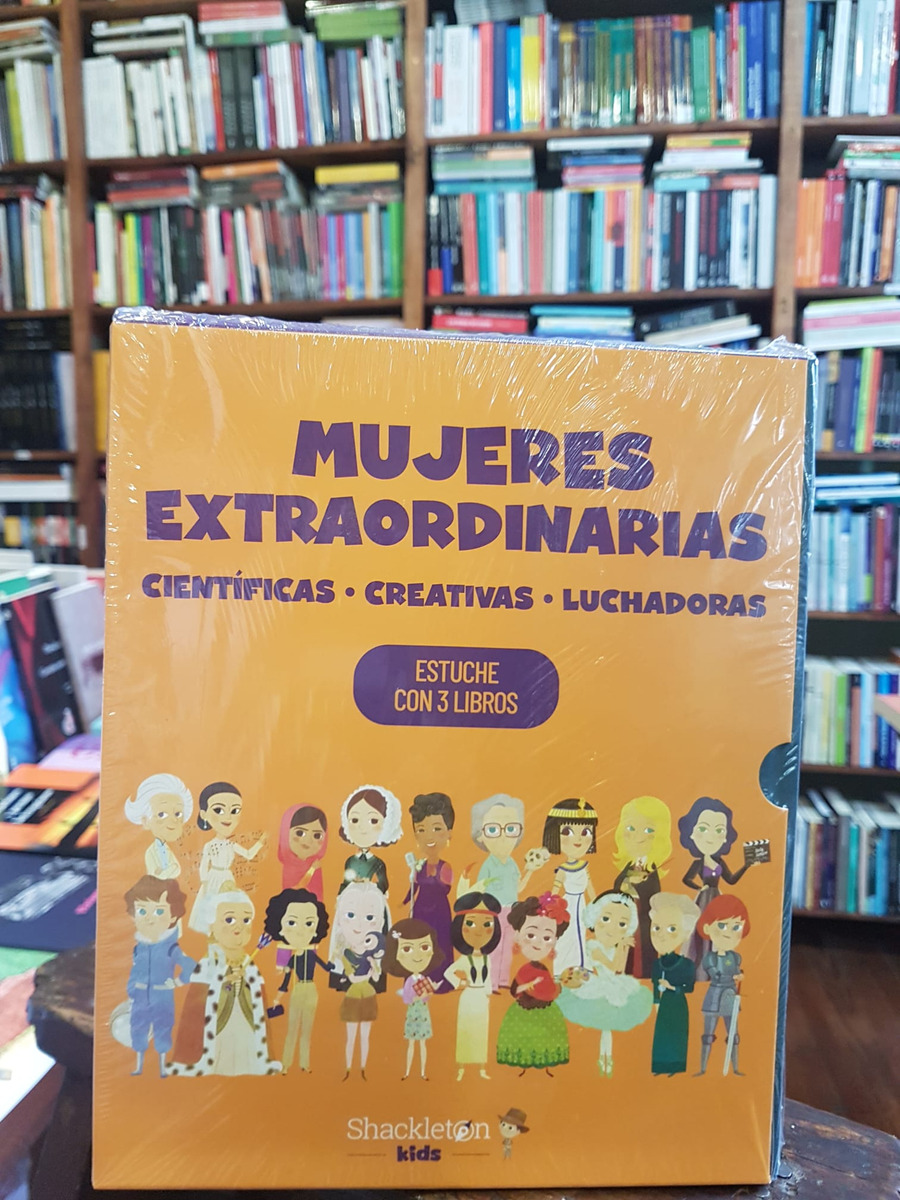 MUJERES
EXTRAORDINARIAS
CIENTÍFICAS • CREATIVAS • LUCHADORAS
ESTUCHE
CON 3 LIBROS
Shackleton
kids